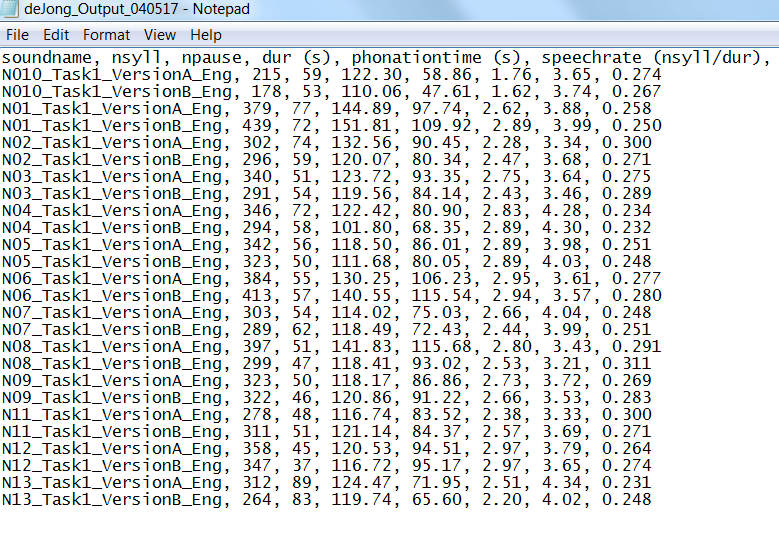 deJong_Output_040517 - Notepad
File Edit Format View Help
soundname, nsyll, npause, dur (s), phonationtime (s), speechrate (nsyll/dur),
N010_Task1_VersionA_Eng, 215, 59, 122.30, 58.86, 1.76, 3.65, 0.274
N010_Task1_VersionB_Eng, 178, 53, 110.06, 47.61, 1.62, 3.74, 0.267
N01_Task1_VersionA_Eng, 379, 77, 144.89, 97.74, 2.62, 3.88, 0.258
N01_Task1_VersionB_Eng, 439, 72, 151.81, 109.92, 2.89, 3.99, 0.250
N02_Task1_VersionA_Eng, 302, 74, 132.56, 90.45, 2.28, 3.34, 0.300
N02_Task1_VersionB_Eng, 296, 59, 120.07, 80.34, 2.47, 3.68, 0.271
N03_Task1_VersionA_Eng, 340, 51, 123.72, 93.35, 2.75, 3.64, 0.275
N03_Task1_VersionB_Eng, 291, 54, 119.56, 84.14, 2.43, 3.46, 0.289
N04_Task1_VersionA_Eng, 346, 72, 122.42, 80.90, 2.83, 4.28, 0.234
N04_Task1_VersionB_Eng, 294, 58, 101.80, 68.35, 2.89, 4.30, 0.232
N05_Task1_VersionA_Eng, 342, 56, 118.50, 86.01, 2.89, 3.98, 0.251
N05_Task1_VersionB_Eng, 323, 50, 111.68, 80.05, 2.89, 4.03, 0.248
N06_Task1_VersionA_Eng, 384, 55, 130.25, 106.23, 2.95, 3.61, 0.277
N06_Task1_VersionB_Eng, 413, 57, 140.55, 115.54, 2.94, 3.57, 0.280
N07_Task1_VersionA_Eng, 303, 54, 114.02, 75.03, 2.66, 4.04, 0.248
N07_Task1_VersionB_Eng, 289, 62, 118.49, 72.43, 2.44, 3.99, 0.251
N08_Task1_VersionA_Eng, 397, 51, 141.83, 115.68, 2.80, 3.43, 0.291
N08_Task1_VersionB_Eng, 299, 47, 118.41, 93.02, 2.53, 3.21, 0.311
N09_Task1_VersionA_Eng, 323, 50, 118.17, 86.86, 2.73, 3.72, 0.269
N09_Task1_VersionB_Eng, 322, 46, 120.86, 91.22, 2.66, 3.53, 0.283
N11_Task1_VersionA_Eng, 278, 48, 116.74, 83.52, 2.38, 3.33, 0.300
N11_Task1_VersionB_Eng, 311, 51, 121.14, 84.37, 2.57, 3.69, 0.271
N12_Task1_VersionA_Eng, 358, 45, 120.53, 94.51, 2.97, 3.79, 0.264
N12_Task1_VersionB_Eng, 347, 37, 116.72, 95.17, 2.97, 3.65, 0.274
N13_Task1_VersionA_Eng, 312, 89, 124.47, 71.95, 2.51, 4.34, 0.231
N13_Task1_VersionB_Eng, 264, 83, 119.74, 65.60, 2.20, 4.02, 0.248